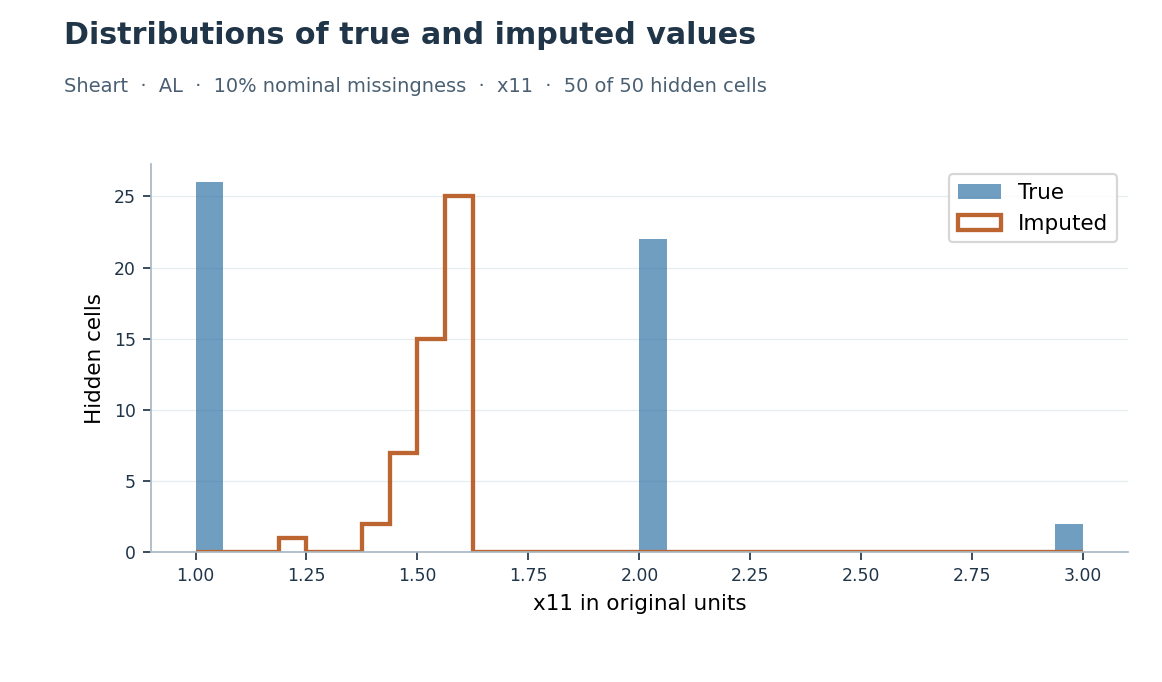 Distributions of true and imputed values
Sheart · AL · 10% nominal missingness · x11 · 50 of 50 hidden cells
True
Imputed
Hidden cells
25
20
15
10
5
0
1.00 1.25 1.50 1.75 2.00 2.25 2.50 2.75 3.00
x11 in original units